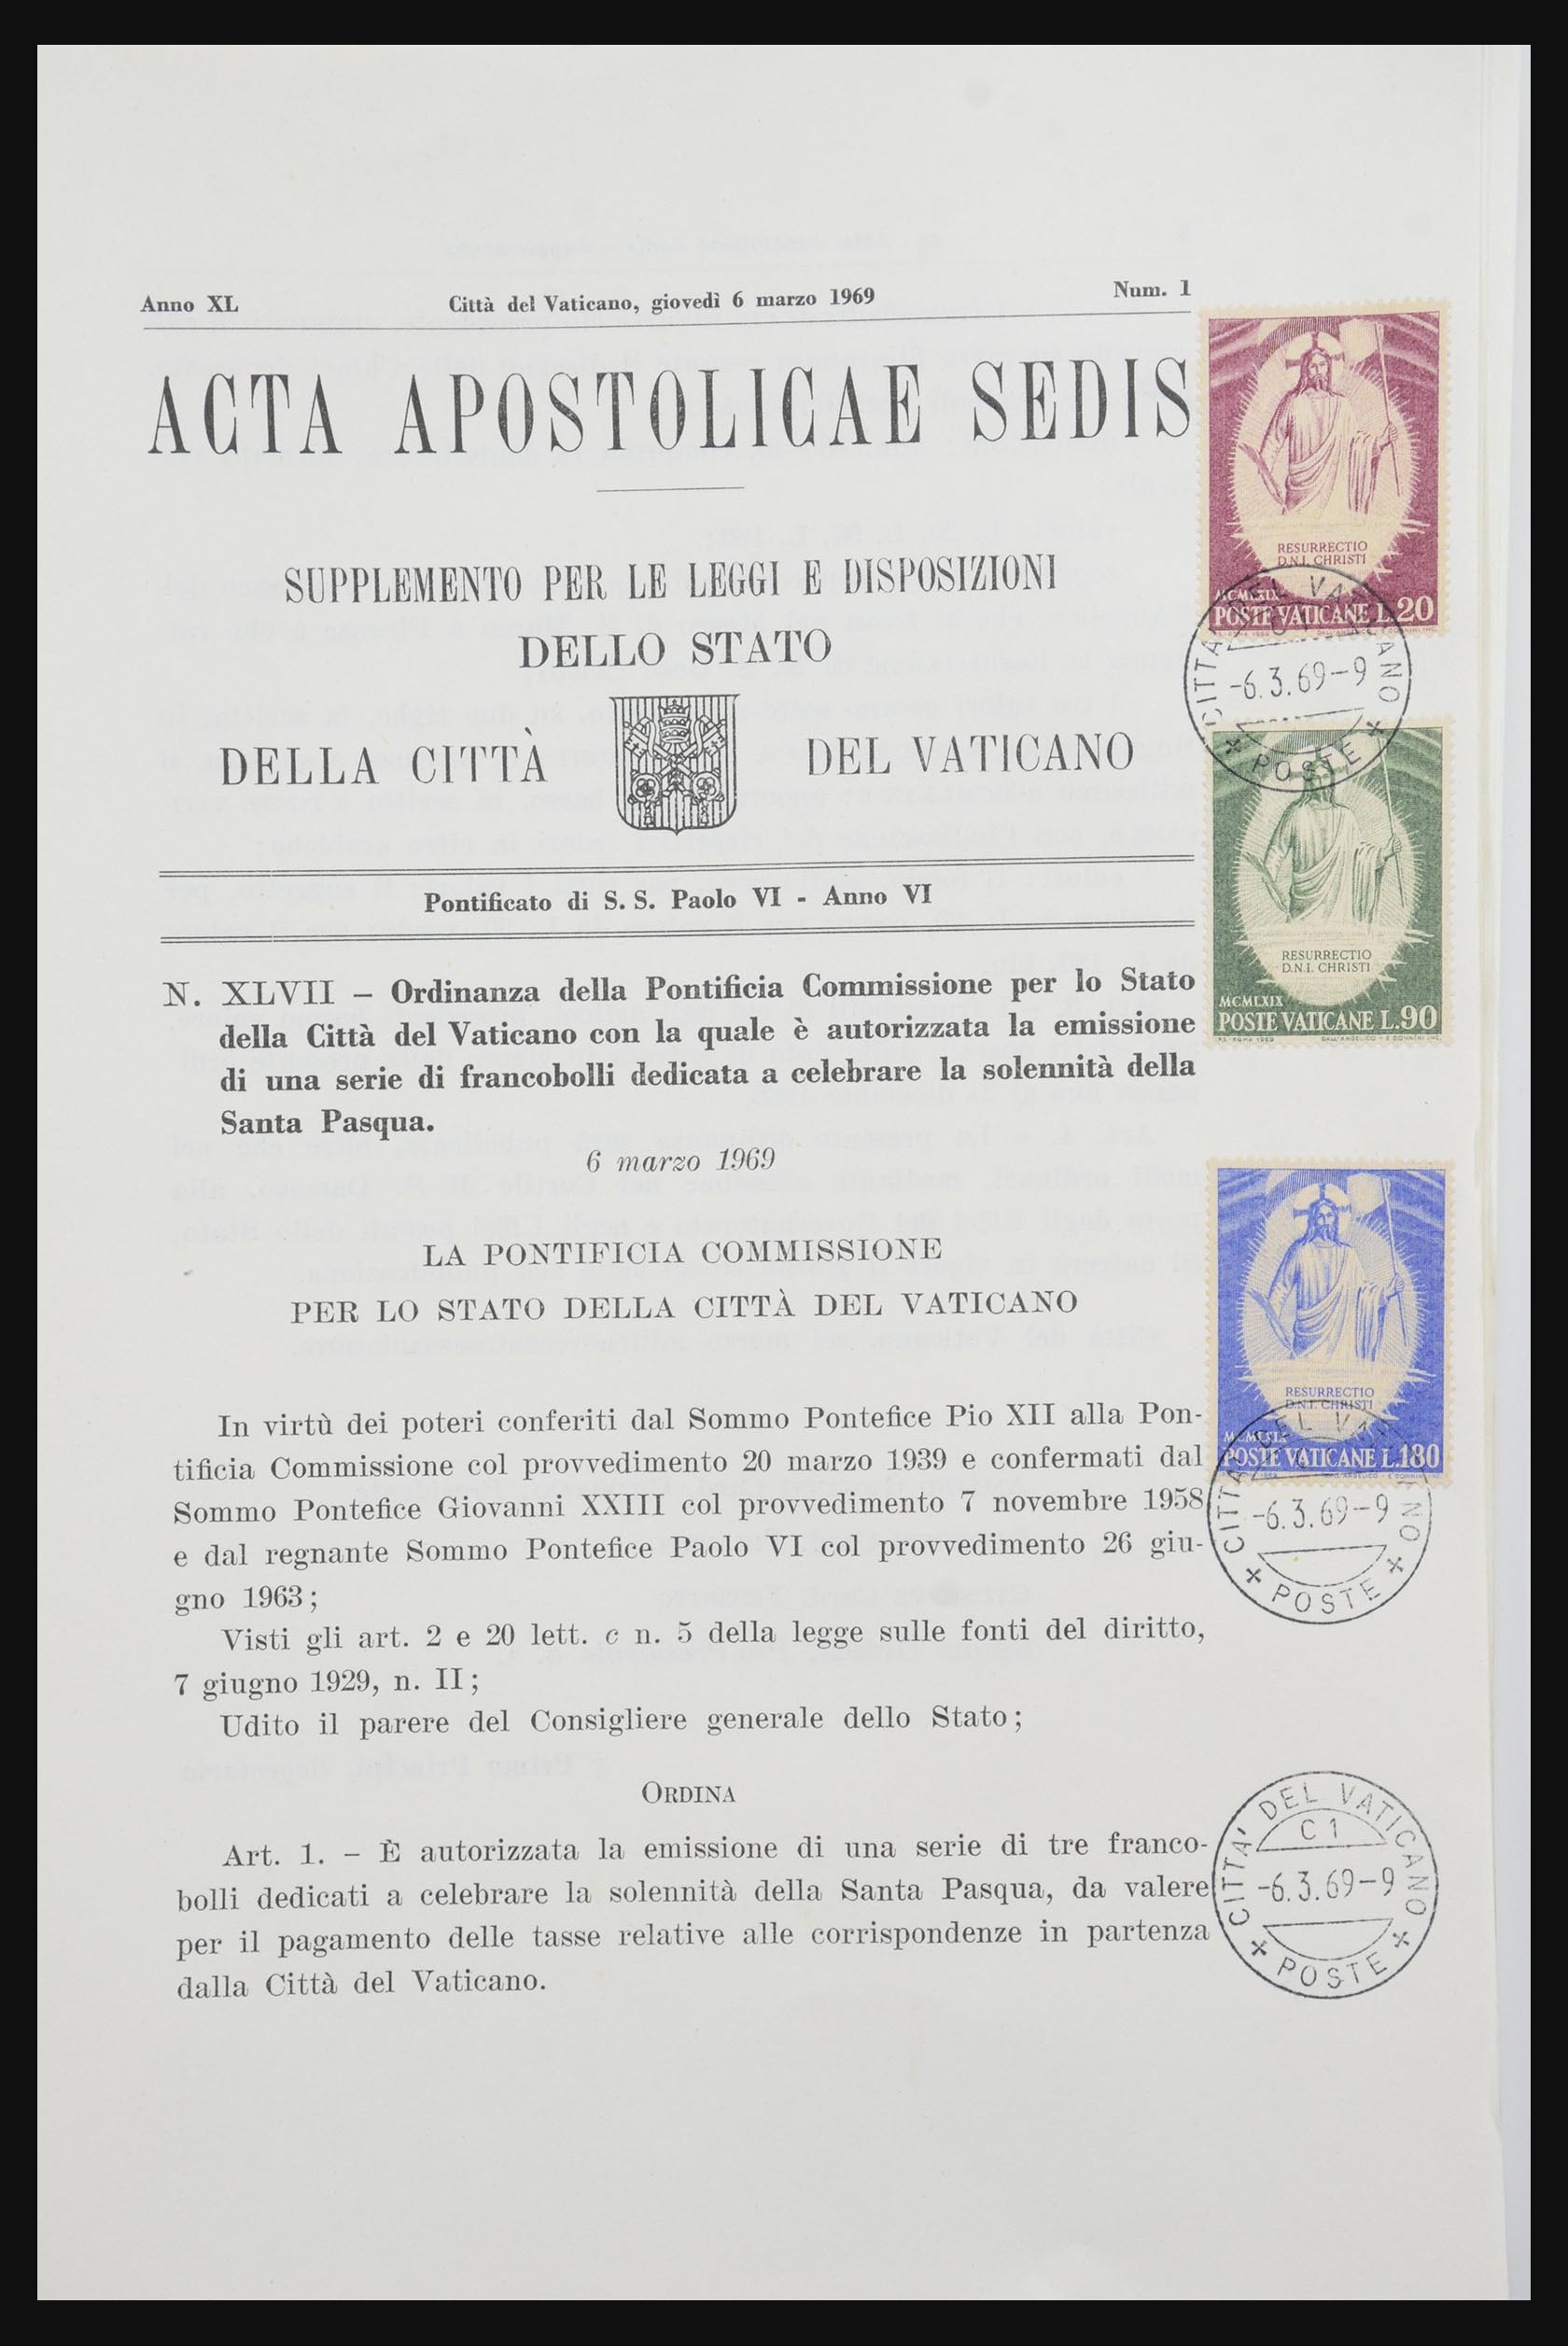 Anno XL Città del Vaticano, giovedì 6 marzo 1969 Num. 1
ACTA APOSTOLICAE SEDIS
SUPPLEMENTO PER LE LEGGI E DISPOSIZIONI
DELLO STATO
DELLA CITTÀ DEL VATICANO
Pontificato di S. S. Paolo VI - Anno VI
N. XLVII – Ordinanza della Pontificia Commissione per lo Stato
della Città del Vaticano con la quale è autorizzata la emissione
di una serie di francobolli dedicata a celebrare la solennità della
Santa Pasqua.
6 marzo 1969
LA PONTIFICIA COMMISSIONE
PER LO STATO DELLA CITTÀ DEL VATICANO
In virtù dei poteri conferiti dal Sommo Pontefice Pio XII alla Pon-
tificia Commissione col provvedimento 20 marzo 1939 e confermati dal
Sommo Pontefice Giovanni XXIII col provvedimento 7 novembre 1958
e dal regnante Sommo Pontefice Paolo VI col provvedimento 26 giu-
gno 1963;
Visti gli art. 2 e 20 lett. c n. 5 della legge sulle fonti del diritto,
7 giugno 1929, n. II;
Udito il parere del Consigliere generale dello Stato;
ORDINA
Art. 1. – È autorizzata la emissione di una serie di tre franco-
bolli dedicati a celebrare la solennità della Santa Pasqua, da valere
per il pagamento delle tasse relative alle corrispondenze in partenza
dalla Città del Vaticano.
RESURRECTIO
D.N.I. CHRISTI
MCMLXIX
POSTE VATICANE L.20
CITTA' DEL VATICANO
-6.3.69-9
POSTE
RESURRECTIO
D.N.I. CHRISTI
MCMLXIX
POSTE VATICANE L.90
RESURRECTIO
D.N.I. CHRISTI
MCMLXIX
POSTE VATICANE L.180
CITTA' DEL VATICANO
-6.3.69-9
POSTE
CITTA' DEL VATICANO
C 1
-6.3.69-9
POSTE